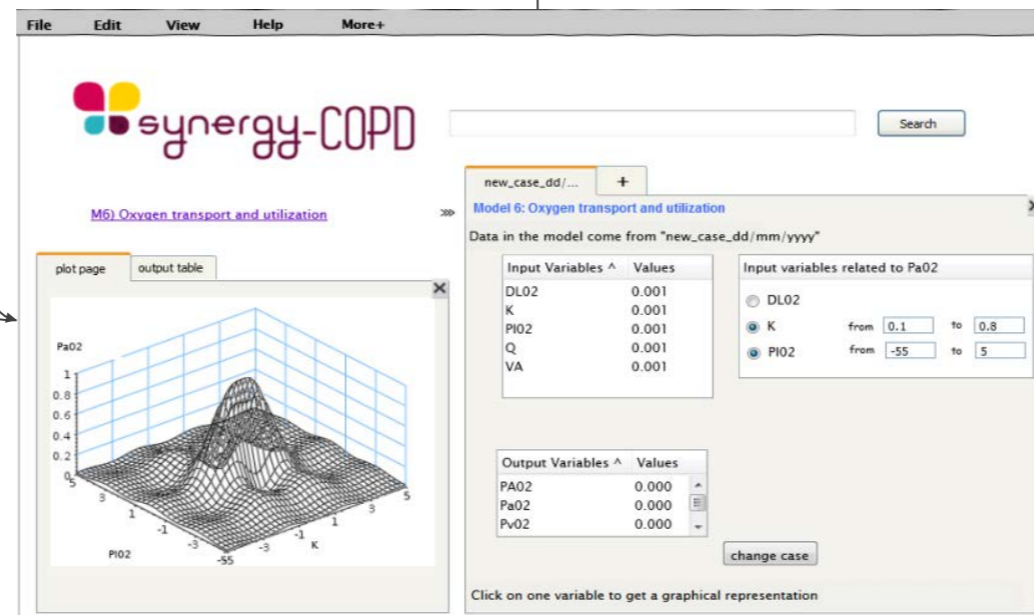 File Edit View Help More+
synergy-COPD
Search
M6) Oxygen transport and utilization
>>>
new_case_dd/... +
Model 6: Oxygen transport and utilization
Data in the model come from "new_case_dd/mm/yyyy"
plot page output table
Pa02
1
0.8
0.6
0.4
0.2
0
5
3
1
-1
-3
-55
-3
-1
1
3
5
PI02
K
Input Variables ^ Values
DL02 0.001
K 0.001
PI02 0.001
Q 0.001
VA 0.001
Input variables related to Pa02
DL02
K from 0.1 to 0.8
PI02 from -55 to 5
Output Variables ^ Values
PA02 0.000
Pa02 0.000
Pv02 0.000
change case
Click on one variable to get a graphical representation